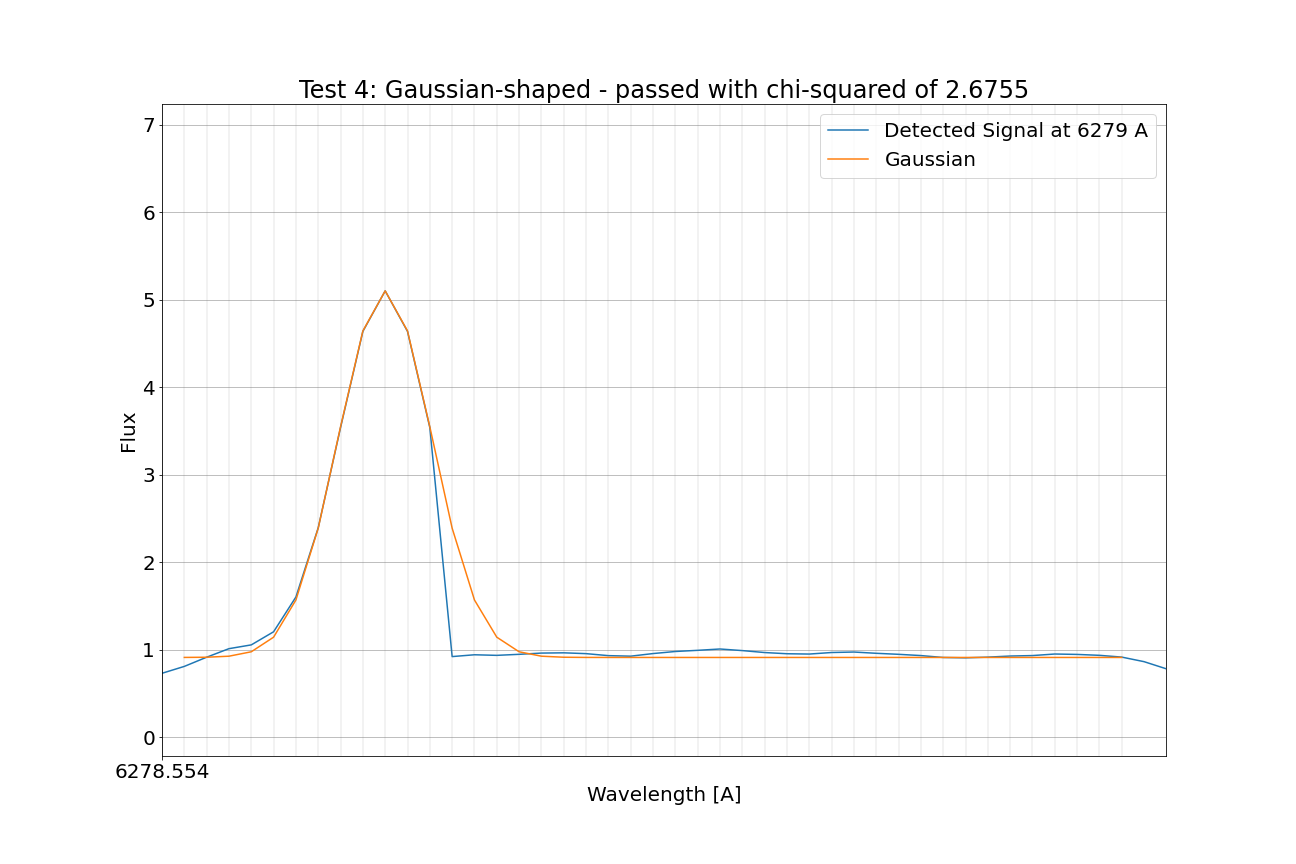 Test 4: Gaussian-shaped - passed with chi-squared of 2.6755
Detected Signal at 6279 A
Gaussian
7
6
5
4
3
2
1
0
Flux
6278.554
Wavelength [A]